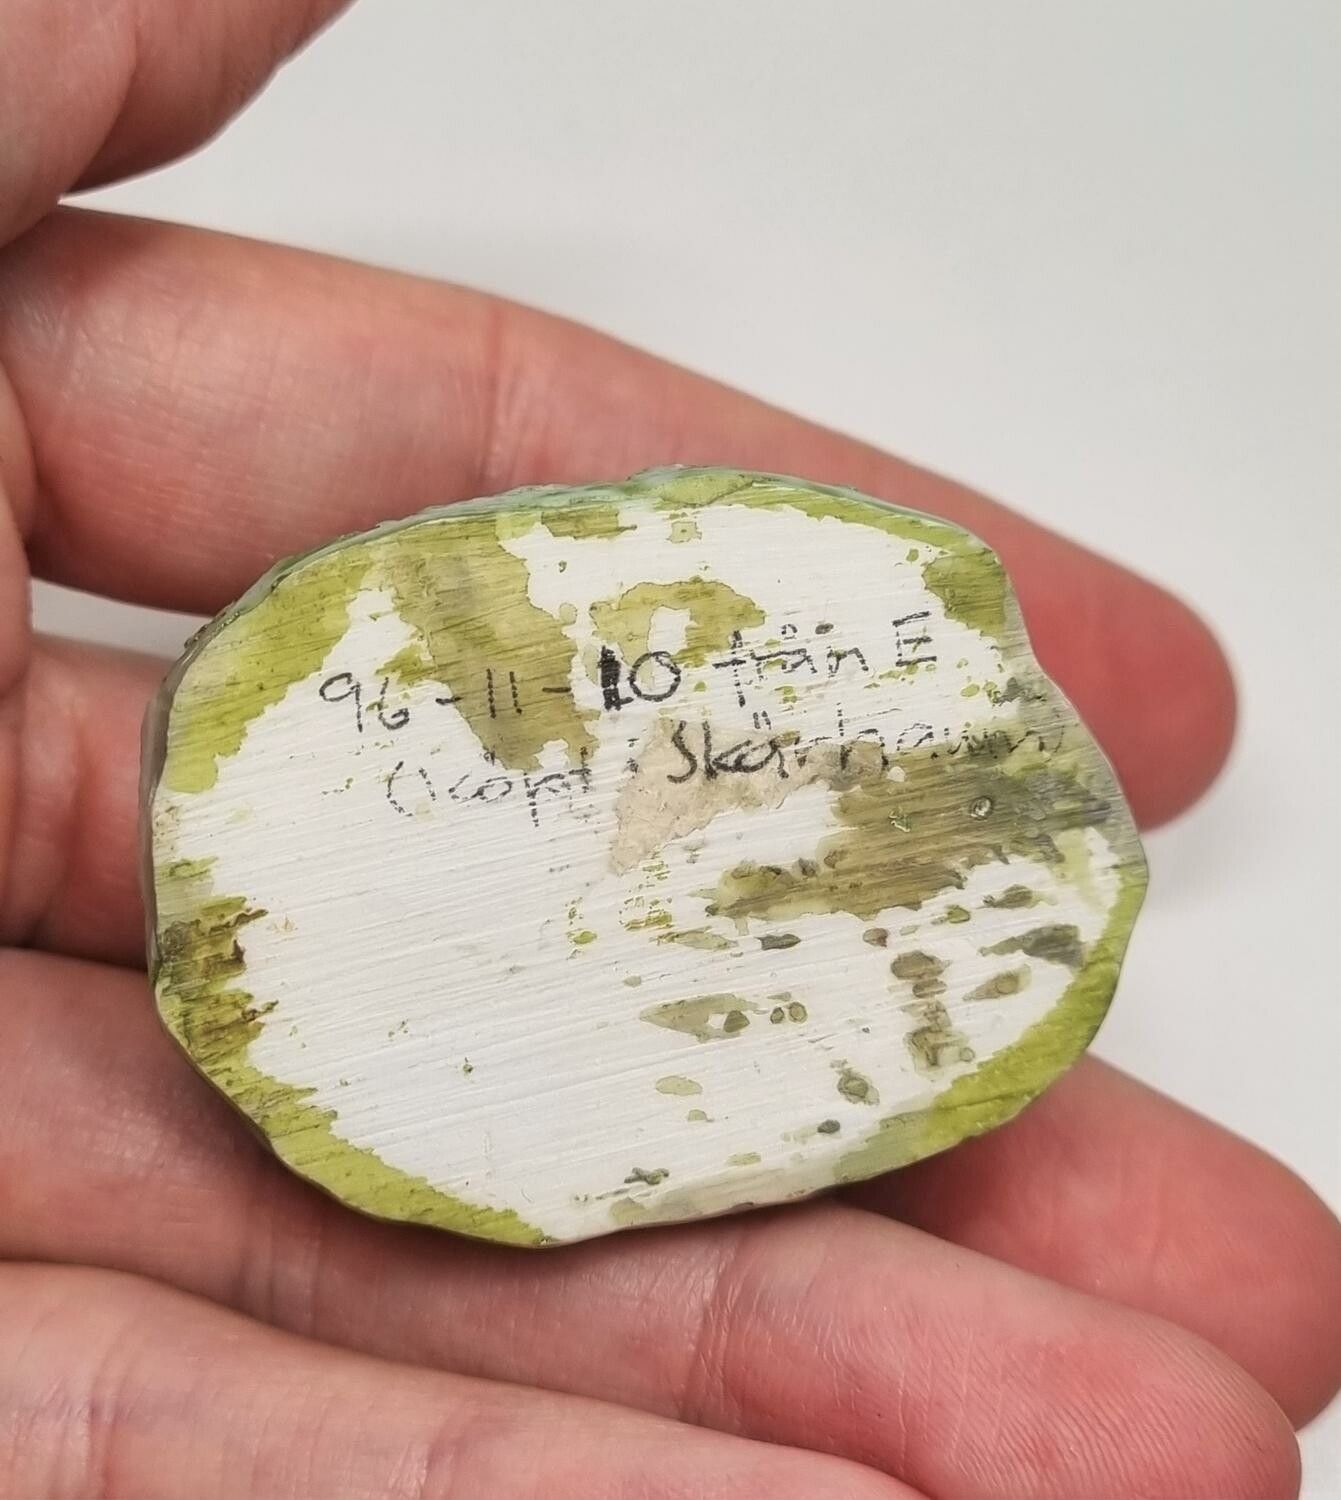 96-11-10 från E
(köpt i Skärhamn)